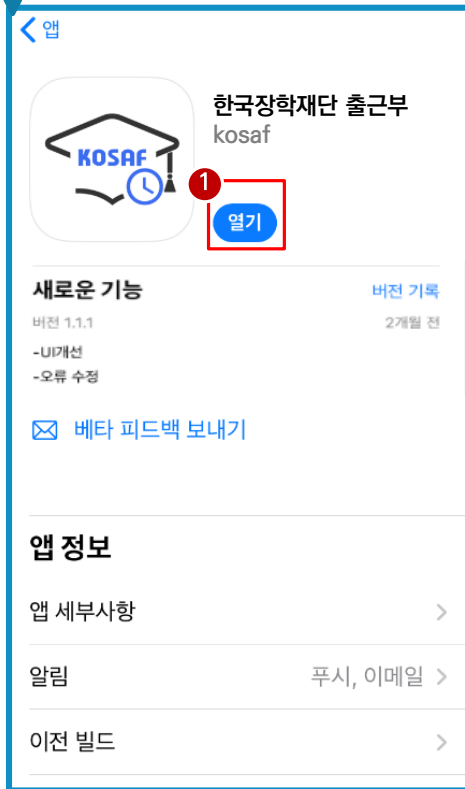 앱
한국장학재단 출근부
kosaf
KOSAF
1
열기
새로운 기능
버전 기록
버전 1.1.1
2개월 전
-UI개선
-오류 수정
베타 피드백 보내기
앱 정보
앱 세부사항
알림
푸시, 이메일
이전 빌드